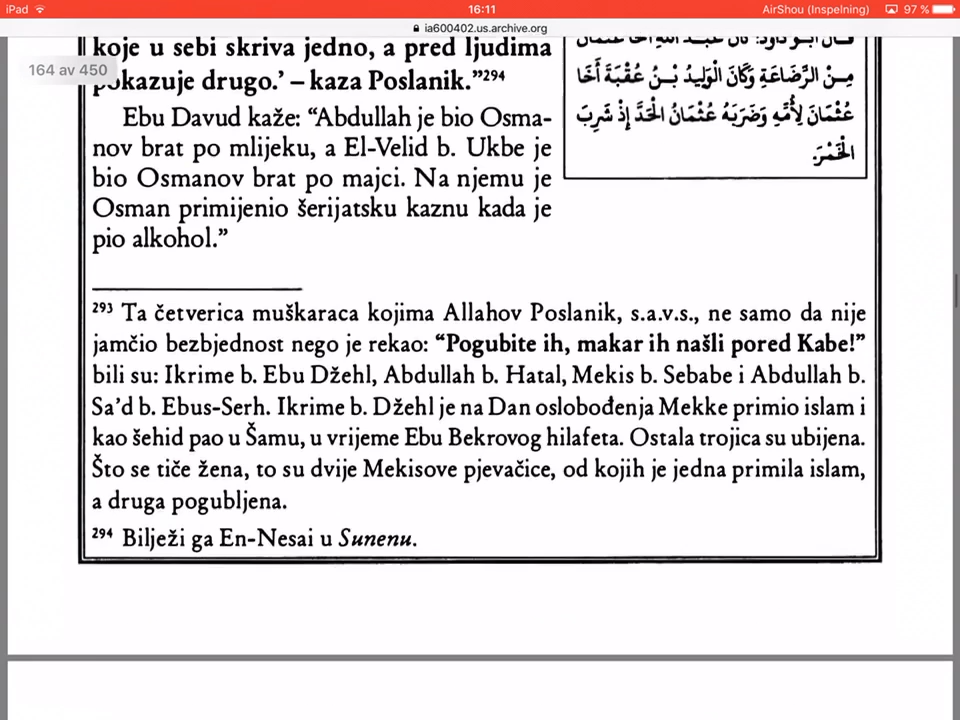 iPad 16:11 AirShou (Inspelning) 97 %
ia600402.us.archive.org
164 av 450
koje u sebi skriva jedno, a pred ljudima
pokazuje drugo.’ – kaza Poslanik.”²⁹⁴
Ebu Davud kaže: “Abdullah je bio Osma-
nov brat po mlijeku, a El-Velid b. Ukbe je
bio Osmanov brat po majci. Na njemu je
Osman primijenio šerijatsku kaznu kada je
pio alkohol.”
قَالَ أَبُو دَاوُد: كَانَ عَبْدُ اللهِ أَخَا عُثْمَانَ
مِنْ الرَّضَاعَةِ وَكَانَ الْوَلِيدُ بْنُ عُقْبَةَ أَخَا
عُثْمَانَ لِأُمِّهِ وَضَرَبَهُ عُثْمَانُ الْحَدَّ إِذْ شَرِبَ
الْخَمْرَ.
²⁹³ Ta četverica muškaraca kojima Allahov Poslanik, s.a.v.s., ne samo da nije
jamčio bezbjednost nego je rekao: “Pogubite ih, makar ih našli pored Kabe!”
bili su: Ikrime b. Ebu Džehl, Abdullah b. Hatal, Mekis b. Sebabe i Abdullah b.
Sa’d b. Ebus-Serh. Ikrime b. Džehl je na Dan oslobođenja Mekke primio islam i
kao šehid pao u Šamu, u vrijeme Ebu Bekrovog hilafeta. Ostala trojica su ubijena.
Što se tiče žena, to su dvije Mekisove pjevačice, od kojih je jedna primila islam,
a druga pogubljena.
²⁹⁴ Bilježi ga En-Nesai u Sunenu.